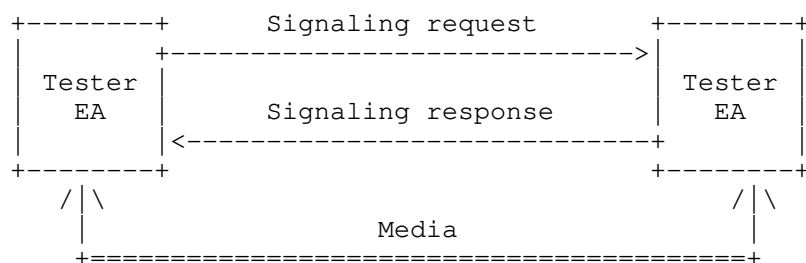 Signaling request
Tester Tester
EA EA
Signaling response
Media